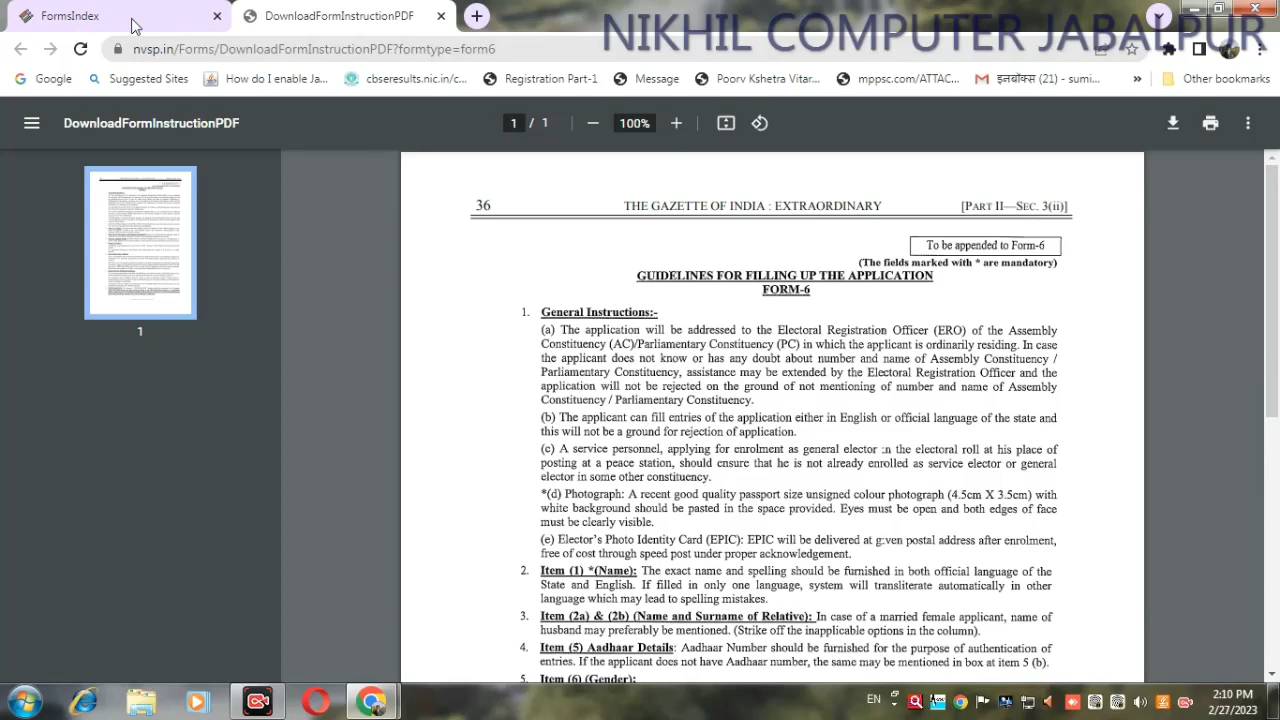 FormsIndex
DownloadFormInstructionPDF
NIKHIL COMPUTER JABALPUR
nvsp.in/Forms/DownloadFormInstructionPDF?formtype=form6
Google
Suggested Sites
How do I enable Ja...
cbseresults.nic.in/c...
Registration Part-1
Message
Poorv Kshetra Vitar...
mppsc.com/ATTAC...
इनबॉक्स (21) - sumi...
»
Other bookmarks
DownloadFormInstructionPDF
1 / 1
100%
1
36 THE GAZETTE OF INDIA : EXTRAORDINARY [PART II—SEC. 3(ii)]
To be appended to Form-6
(The fields marked with * are mandatory)
GUIDELINES FOR FILLING UP THE APPLICATION
FORM-6
1. General Instructions:-
(a) The application will be addressed to the Electoral Registration Officer (ERO) of the Assembly
Constituency (AC)/Parliamentary Constituency (PC) in which the applicant is ordinarily residing. In case
the applicant does not know or has any doubt about number and name of Assembly Constituency /
Parliamentary Constituency, assistance may be extended by the Electoral Registration Officer and the
application will not be rejected on the ground of not mentioning of number and name of Assembly
Constituency / Parliamentary Constituency.
(b) The applicant can fill entries of the application either in English or official language of the state and
this will not be a ground for rejection of application.
(c) A service personnel, applying for enrolment as general elector in the electoral roll at his place of
posting at a peace station, should ensure that he is not already enrolled as service elector or general
elector in some other constituency.
*(d) Photograph: A recent good quality passport size unsigned colour photograph (4.5cm X 3.5cm) with
white background should be pasted in the space provided. Eyes must be open and both edges of face
must be clearly visible.
(e) Elector's Photo Identity Card (EPIC): EPIC will be delivered at given postal address after enrolment,
free of cost through speed post under proper acknowledgement.
2. Item (1) *(Name): The exact name and spelling should be furnished in both official language of the
State and English. If filled in only one language, system will transliterate automatically in other
language which may lead to spelling mistakes.
3. Item (2a) & (2b) (Name and Surname of Relative): In case of a married female applicant, name of
husband may preferably be mentioned. (Strike off the inapplicable options in the column).
4. Item (5) Aadhaar Details: Aadhaar Number should be furnished for the purpose of authentication of
entries. If the applicant does not have Aadhaar number, the same may be mentioned in box at item 5 (b).
5. Item (6) (Gender):
EN
2:10 PM
2/27/2023